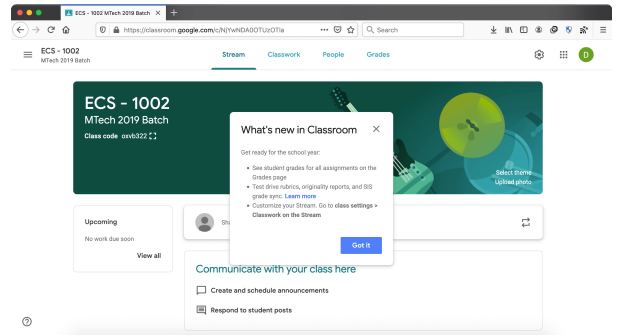 ECS - 1002 MTech 2019 Batch
https://classroom.google.com/c/NjYwNDA0OTUzOTIa
Search
ECS - 1002
MTech 2019 Batch
Stream
Classwork
People
Grades
D
ECS - 1002
MTech 2019 Batch
Class code oxvb322
Select theme
Upload photo
What's new in Classroom
Get ready for the school year:
See student grades for all assignments on the
Grades page
Test drive rubrics, originality reports, and SIS
grade sync. Learn more
Customize your Stream. Go to class settings >
Classwork on the Stream
Got it
Upcoming
No work due soon
View all
Sha
Communicate with your class here
Create and schedule announcements
Respond to student posts